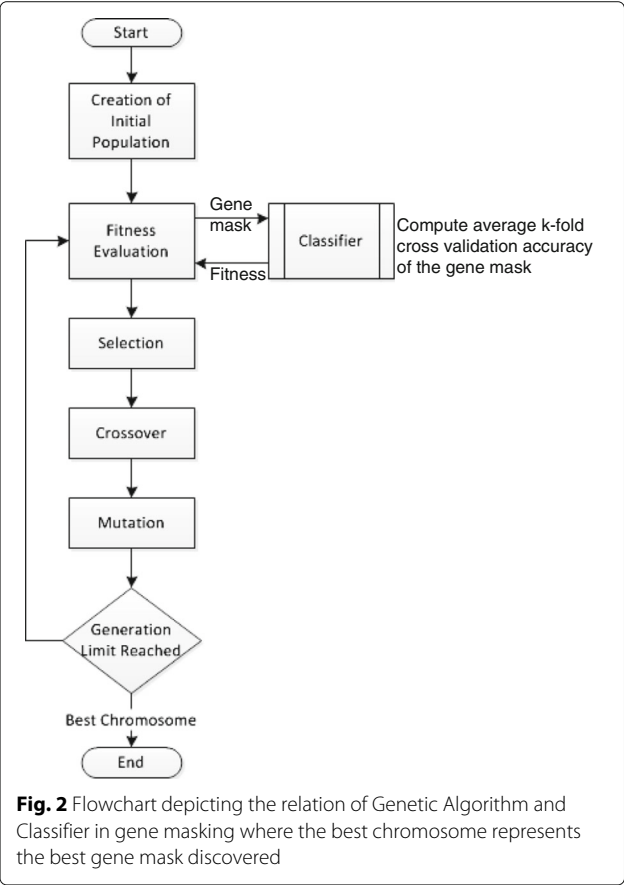 Start
Creation of
Initial
Population
Fitness
Evaluation
Gene
mask
Fitness
Classifier
Compute average k-fold
cross validation accuracy
of the gene mask
Selection
Crossover
Mutation
Generation
Limit Reached
Best Chromosome
End
Fig. 2 Flowchart depicting the relation of Genetic Algorithm and
Classifier in gene masking where the best chromosome represents
the best gene mask discovered